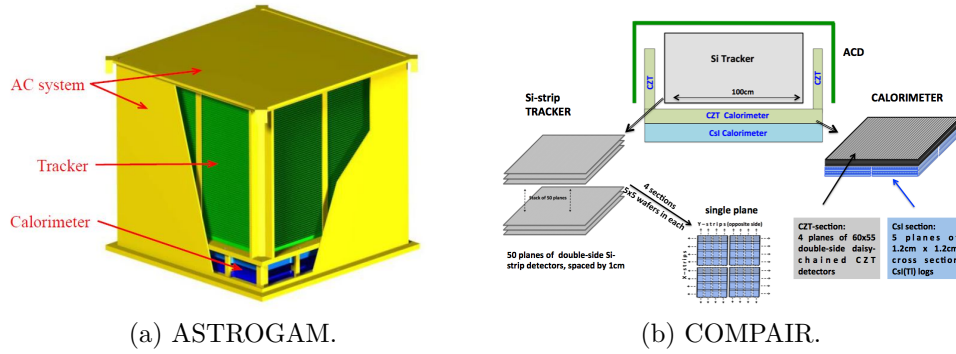 AC system
Tracker
Calorimeter
(a) ASTROGAM.
Si Tracker
100cm
CZT
CZT
ACD
CZT Calorimeter
CsI Calorimeter
Si-strip
TRACKER
Stack of 50 planes
50 planes of double-side Si-
strip detectors, spaced by 1cm
4 sections
5x5 wafers in each
single plane
Y-strips (opposite side)
X-strips
CALORIMETER
CZT-section:
4 planes of 60x55
double-side daisy-
chained CZT
detectors
CsI section:
5 planes of
1.2cm x 1.2cm
cross section
CsI(Tl) logs
(b) COMPAIR.